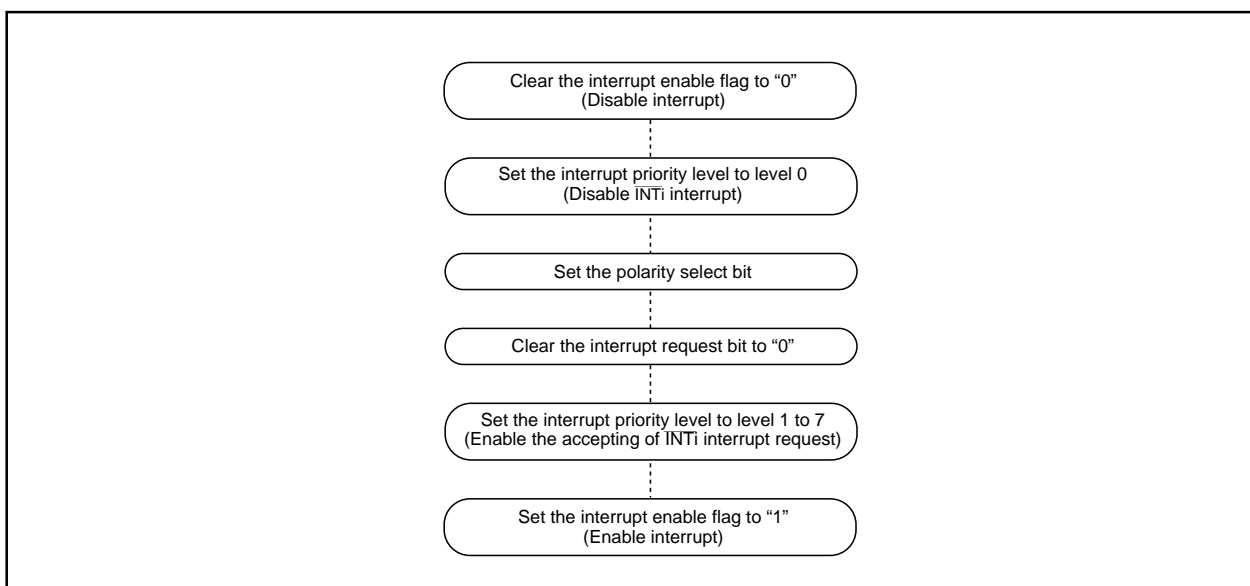 Clear the interrupt enable flag to “0”
(Disable interrupt)
Set the interrupt priority level to level 0
(Disable INTi interrupt)
Set the polarity select bit
Clear the interrupt request bit to “0”
Set the interrupt priority level to level 1 to 7
(Enable the accepting of INTi interrupt request)
Set the interrupt enable flag to “1”
(Enable interrupt)